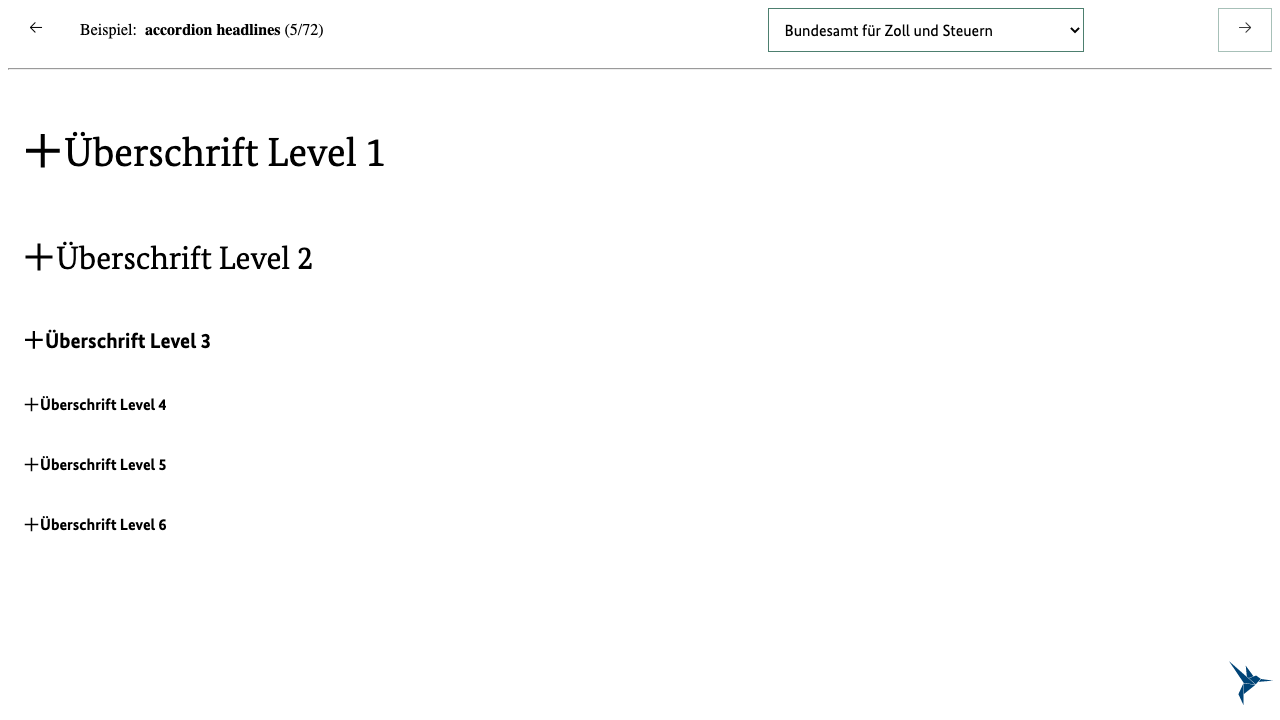 Beispiel: accordion headlines (5/72)
Bundesamt für Zoll und Steuern
Überschrift Level 1
Überschrift Level 2
Überschrift Level 3
Überschrift Level 4
Überschrift Level 5
Überschrift Level 6